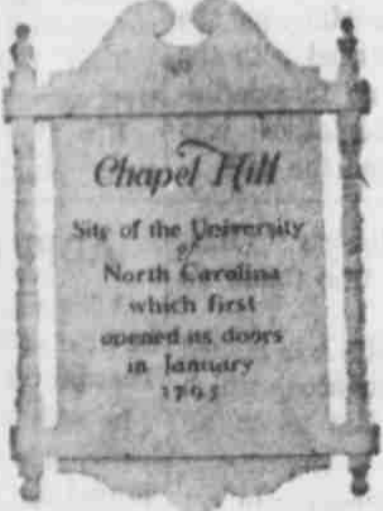 Chapel Hill
Site of the University
of
North Carolina
which first
opened its doors
in January
1795